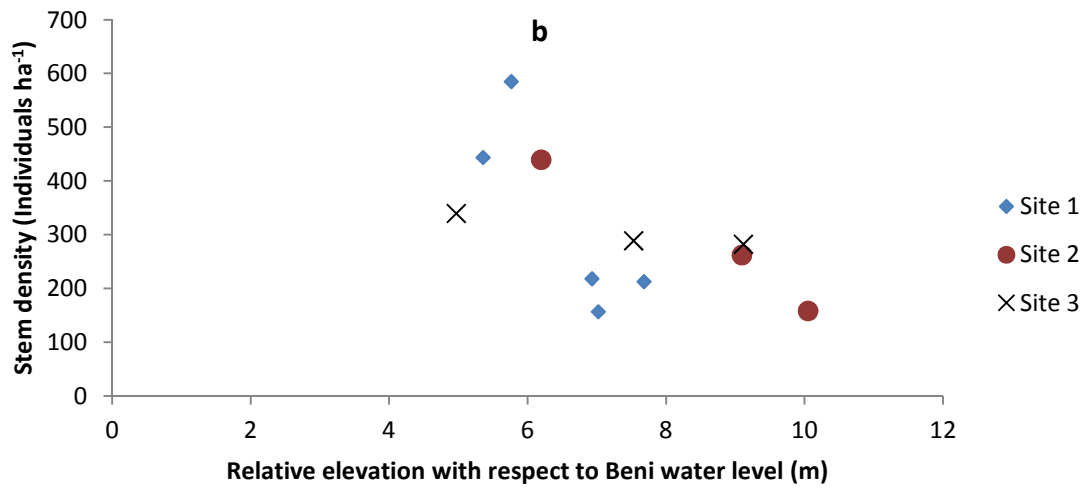 b
Stem density (Individuals ha⁻¹)
700
600
500
400
300
200
100
0
0 2 4 6 8 10 12
Relative elevation with respect to Beni water level (m)
Site 1
Site 2
Site 3